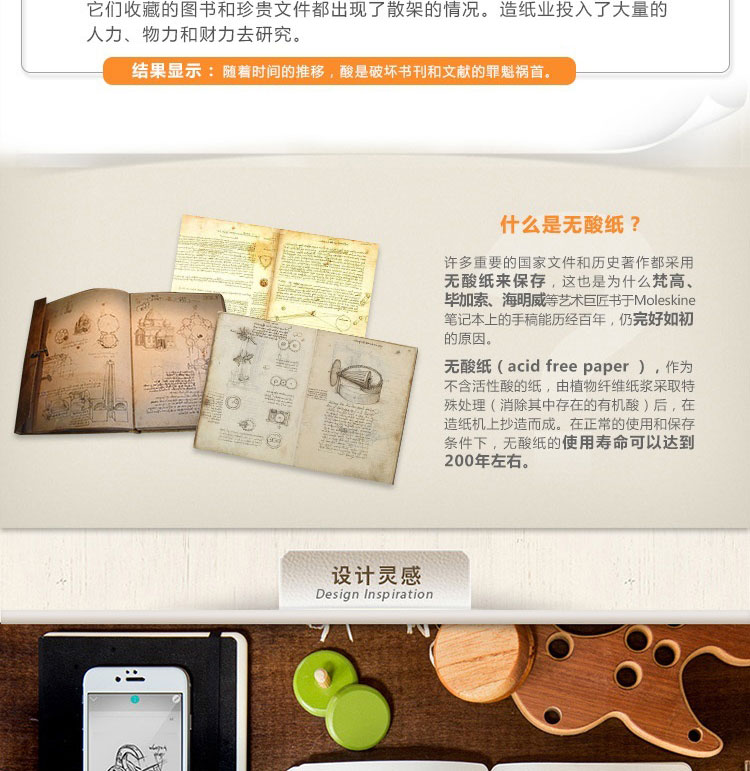 它们收藏的图书和珍贵文件都出现了散架的情况。造纸业投入了大量的
人力、物力和财力去研究。
结果显示：随着时间的推移，酸是破坏书刊和文献的罪魁祸首。
什么是无酸纸？
许多重要的国家文件和历史著作都采用
无酸纸来保存，这也是为什么梵高、
毕加索、海明威等艺术巨匠书于Moleskine
笔记本上的手稿能历经百年，仍完好如初
的原因。
无酸纸（acid free paper ），作为
不含活性酸的纸，由植物纤维纸浆采取特
殊处理（消除其中存在的有机酸）后，在
造纸机上抄造而成。在正常的使用和保存
条件下，无酸纸的使用寿命可以达到
200年左右。
设计灵感
Design Inspiration